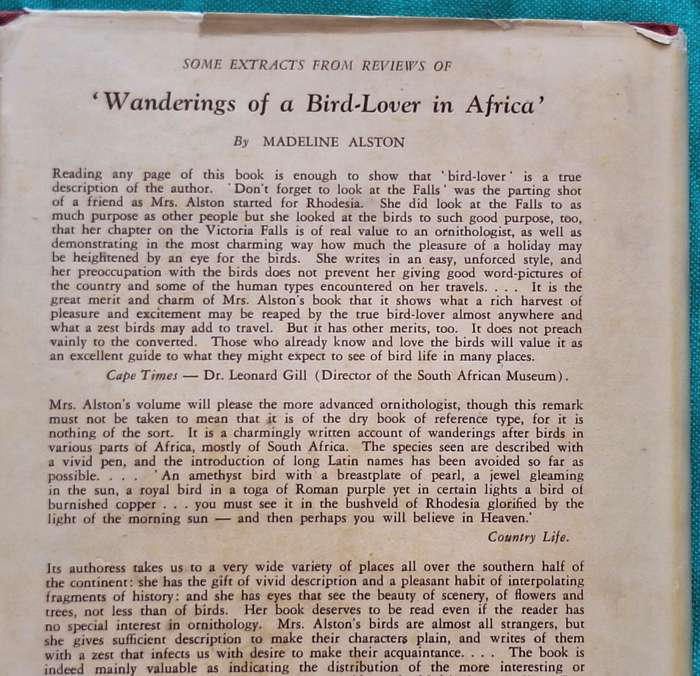 SOME EXTRACTS FROM REVIEWS OF
'Wanderings of a Bird-Lover in Africa'
By MADELINE ALSTON
Reading any page of this book is enough to show that 'bird-lover' is a true
description of the author. 'Don't forget to look at the Falls' was the parting shot
of a friend as Mrs. Alston started for Rhodesia. She did look at the Falls to as
much purpose as other people but she looked at the birds to such good purpose, too,
that her chapter on the Victoria Falls is of real value to an ornithologist, as well as
demonstrating in the most charming way how much the pleasure of a holiday may
be heightened by an eye for the birds. She writes in an easy, unforced style, and
her preoccupation with the birds does not prevent her giving good word-pictures of
the country and some of the human types encountered on her travels. . . . It is the
great merit and charm of Mrs. Alston's book that it shows what a rich harvest of
pleasure and excitement may be reaped by the true bird-lover almost anywhere and
what a zest birds may add to travel. But it has other merits, too. It does not preach
vainly to the converted. Those who already know and love the birds will value it as
an excellent guide to what they might expect to see of bird life in many places.
Cape Times — Dr. Leonard Gill (Director of the South African Museum).
Mrs. Alston's volume will please the more advanced ornithologist, though this remark
must not be taken to mean that it is of the dry book of reference type, for it is
nothing of the sort. It is a charmingly written account of wanderings after birds in
various parts of Africa, mostly of South Africa. The species seen are described with
a vivid pen, and the introduction of long Latin names has been avoided so far as
possible. . . . 'An amethyst bird with a breastplate of pearl, a jewel gleaming
in the sun, a royal bird in a toga of Roman purple yet in certain lights a bird of
burnished copper . . . you must see it in the bushveld of Rhodesia glorified by the
light of the morning sun — and then perhaps you will believe in Heaven.'
Country Life.
Its authoress takes us to a very wide variety of places all over the southern half of
the continent: she has the gift of vivid description and a pleasant habit of interpolating
fragments of history: and she has eyes that see the beauty of scenery, of flowers and
trees, not less than of birds. Her book deserves to be read even if the reader has
no special interest in ornithology. Mrs. Alston's birds are almost all strangers, but
she gives sufficient description to make their characters plain, and writes of them
with a zest that infects us with desire to make their acquaintance. . . . The book is
indeed mainly valuable as indicating the distribution of the more interesting or